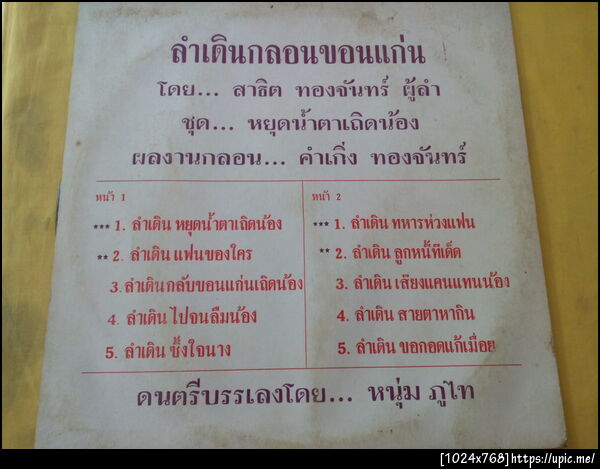 ลำเดินกลอนขอนแก่น
โดย... สาธิต ทองจันทร์ ผู้ลำ
ชุด... หยุดน้ำตาเถิดน้อง
ผลงานกลอน... คำเกิ่ง ทองจันทร์
หน้า 1
*** 1. ลำเดิน หยุดน้ำตาเถิดน้อง
** 2. ลำเดิน แฟนของใคร
3. ลำเดินกลับขอนแก่นเถิดน้อง
4. ลำเดิน ไปจนลืมน้อง
5. ลำเดิน ซึ้งใจนาง
หน้า 2
*** 1. ลำเดิน ทหารห่วงแฟน
** 2. ลำเดิน ลูกหนี้ทีเด็ด
3. ลำเดิน เสียงแคนแทนน้อง
4. ลำเดิน สายตาหากิน
5. ลำเดิน ขอกอดแก้เมื่อย
ดนตรีบรรเลงโดย... หนุ่ม ภูไท
[1024x768]https://upic.me/